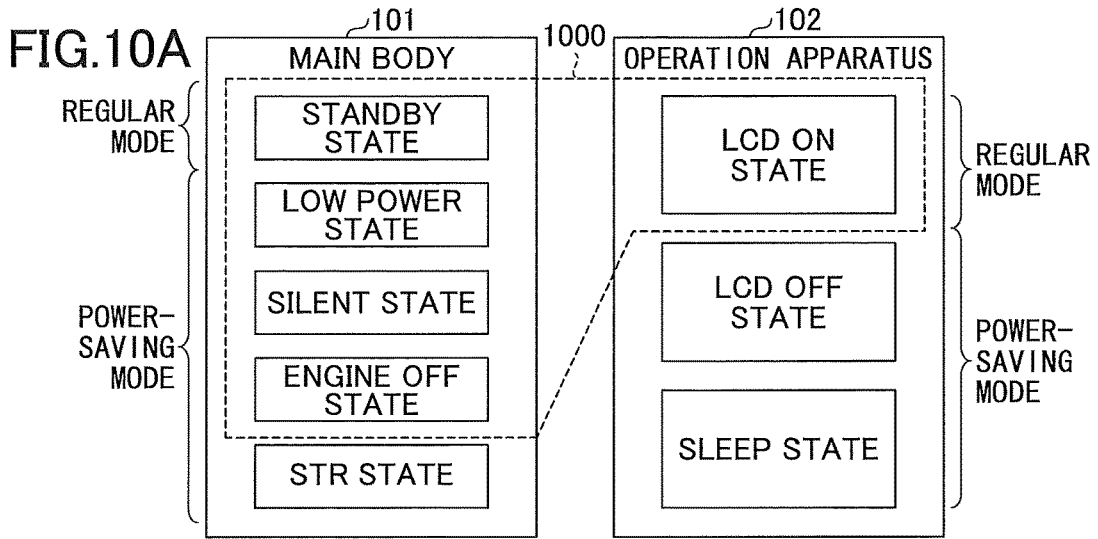 FIG.10A
101
MAIN BODY
1000
102
OPERATION APPARATUS
REGULAR
MODE
STANDBY
STATE
LOW POWER
STATE
SILENT STATE
ENGINE OFF
STATE
STR STATE
POWER-
SAVING
MODE
LCD ON
STATE
LCD OFF
STATE
SLEEP STATE
REGULAR
MODE
POWER-
SAVING
MODE